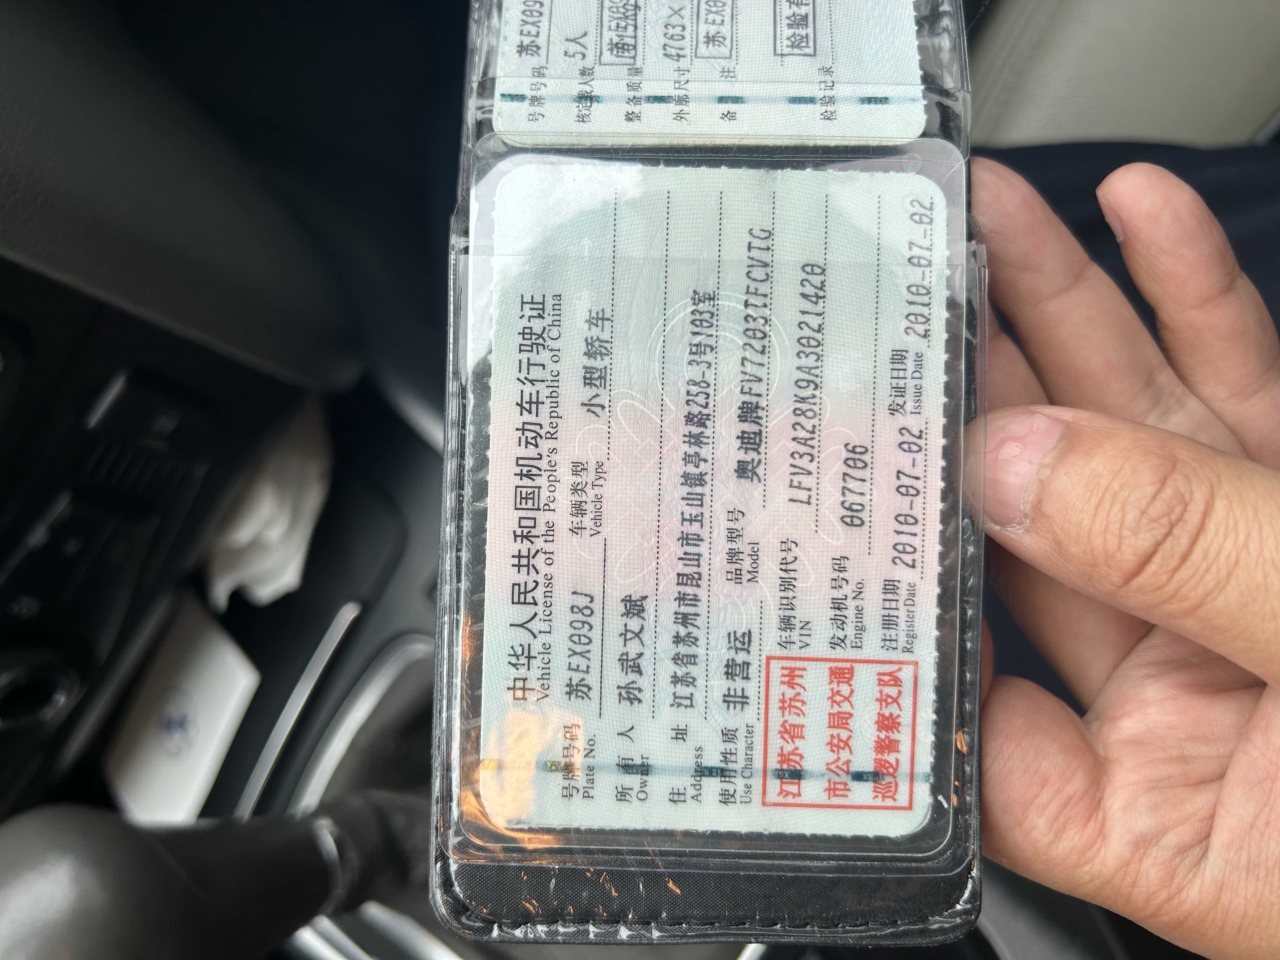 中华人民共和国机动车行驶证
Vehicle License of the People's Republic of China
号牌号码 苏EX098J 车辆类型 小型轿车
Plate No. Vehicle Type
所有人 孙武文斌
Owner
住址 江苏省苏州市昆山市玉山镇亭林路258-3号103室
Address
使用性质 非营运 品牌型号 奥迪牌FV7203TFCVTG
Use Character Model
江苏省苏州
市公安局交通
巡逻警察支队
车辆识别代号 LFV3A28K9A3021420
VIN
发动机号码 067706
Engine No.
注册日期 2010-07-02 发证日期 2010-07-02
Register Date Issue Date
号牌号码 苏EX09
核定载人数 5人
整备质量
外廓尺寸 4763×
备注 苏EX0
检验记录 检验有